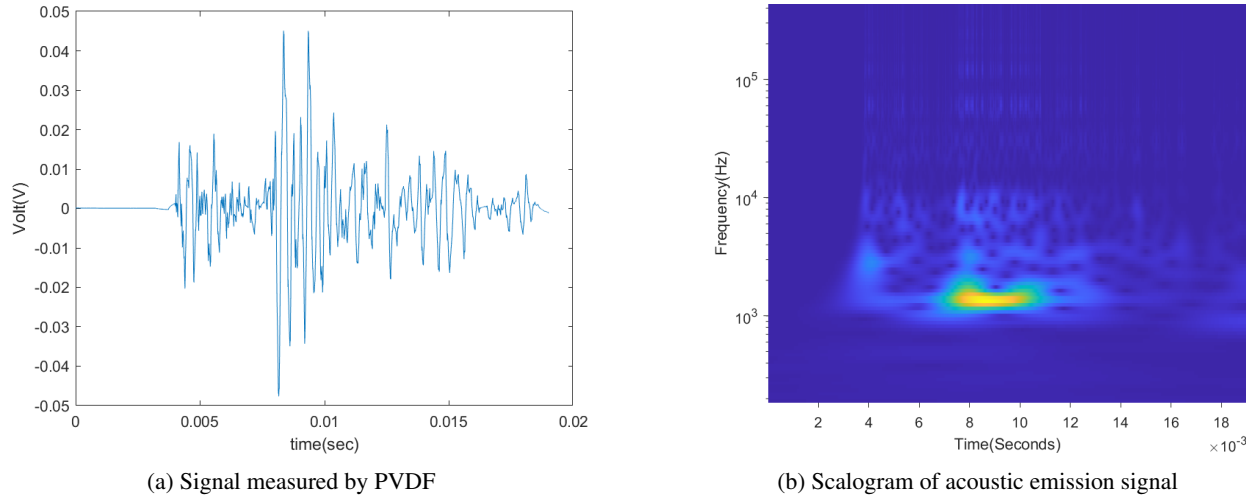 0.05
0.04
0.03
0.02
0.01
0
-0.01
-0.02
-0.03
-0.04
-0.05
Volt(V)
0 0.005 0.01 0.015 0.02
time(sec)
(a) Signal measured by PVDF
10^5
10^4
10^3
Frequency(Hz)
2 4 6 8 10 12 14 16 18
Time(Seconds) ×10^-3
(b) Scalogram of acoustic emission signal